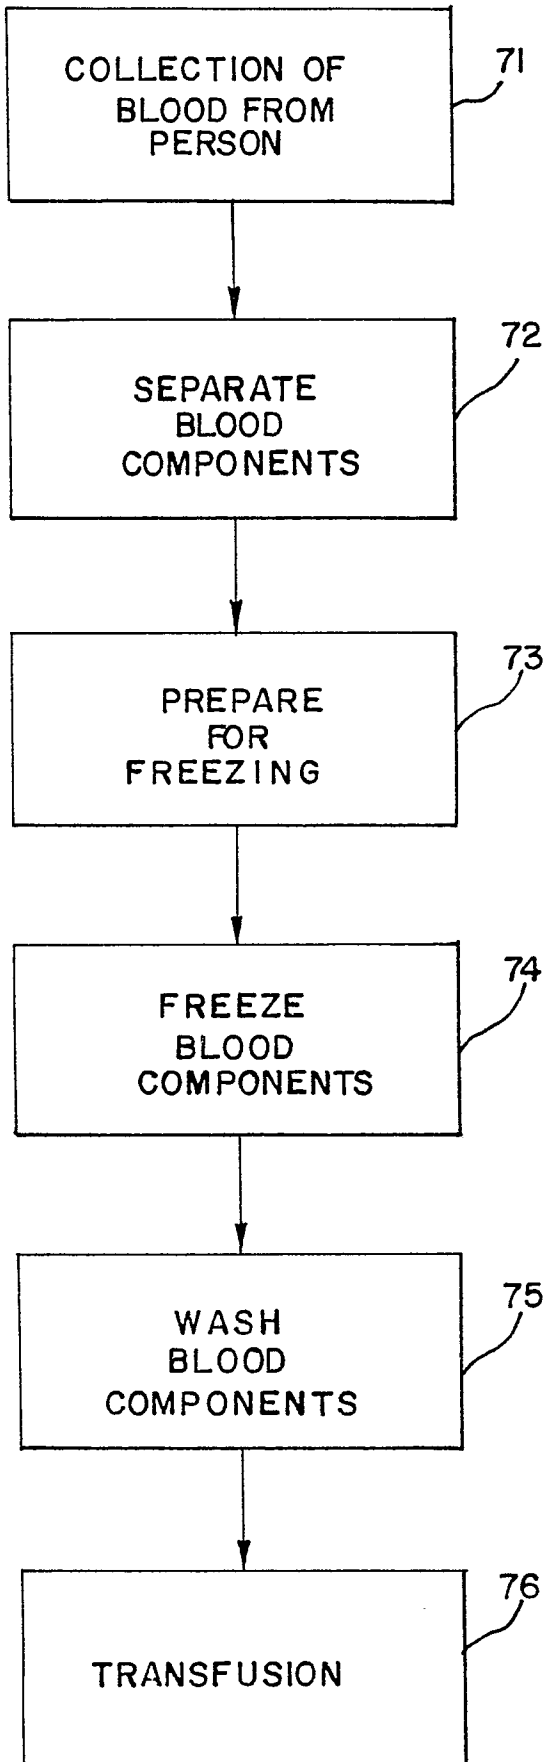 COLLECTION OF
BLOOD FROM
PERSON
71
SEPARATE
BLOOD
COMPONENTS
72
PREPARE
FOR
FREEZING
73
FREEZE
BLOOD
COMPONENTS
74
WASH
BLOOD
COMPONENTS
75
TRANSFUSION
76